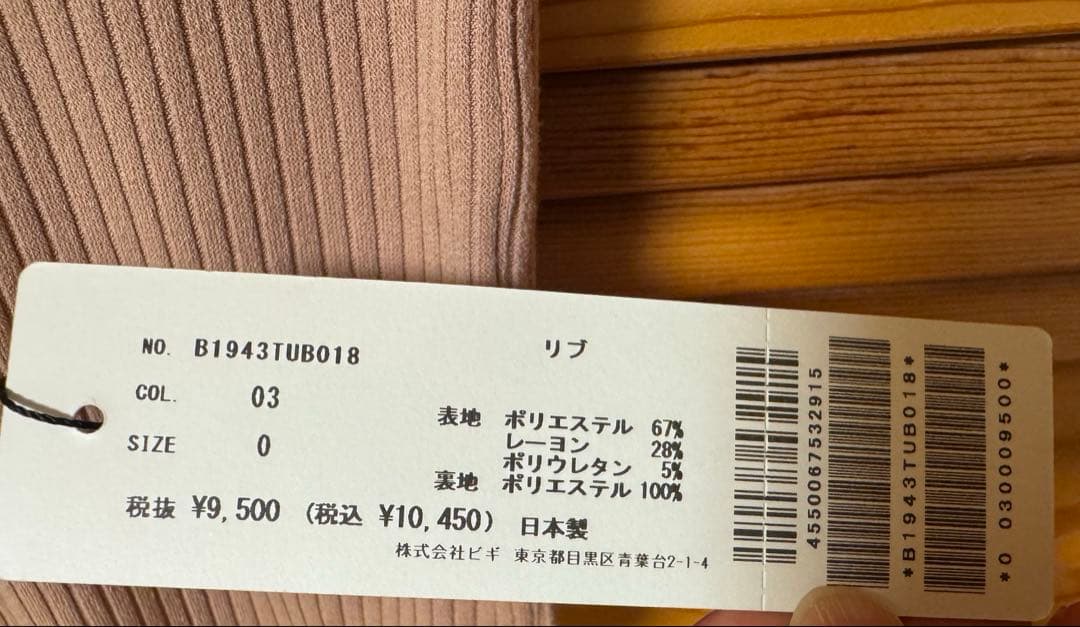 NO. B1943TUB018 リブ
COL. 03
SIZE 0
表地 ポリエステル 67%
レーヨン 28%
ポリウレタン 5%
裏地 ポリエステル 100%
税抜 ¥9,500 (税込 ¥10,450) 日本製
株式会社ビギ 東京都目黒区青葉台2-1-4
4550067532915
*B1943TUB018*
*0 030009500*